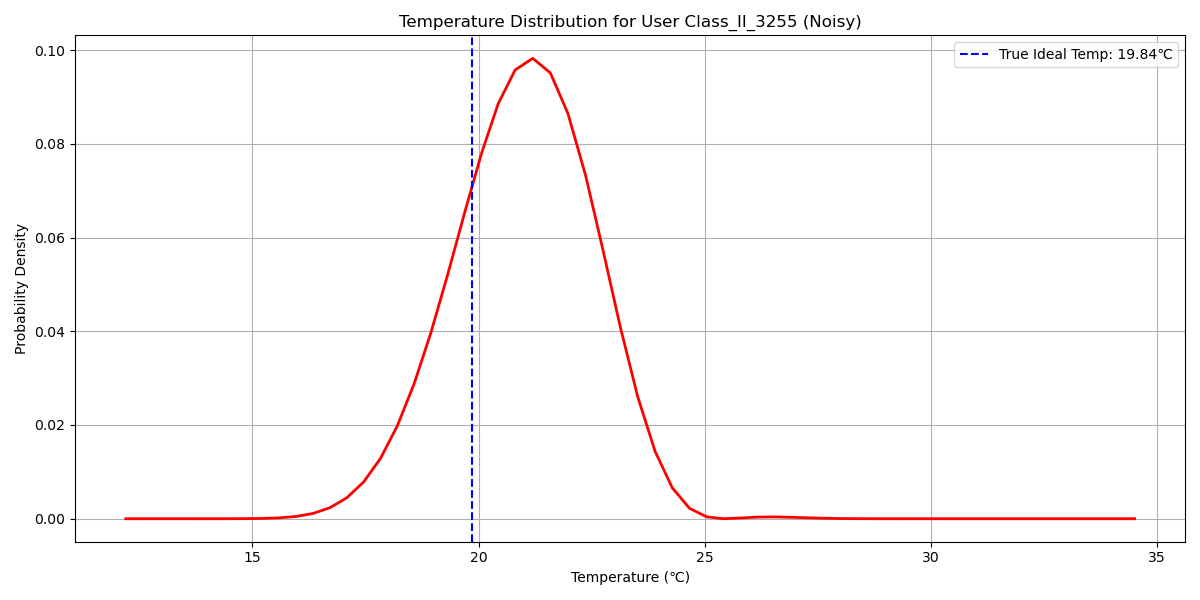 Temperature Distribution for User Class_II_3255 (Noisy)
True Ideal Temp: 19.84℃
Probability Density
0.10
0.08
0.06
0.04
0.02
0.00
15 20 25 30 35
Temperature (℃)